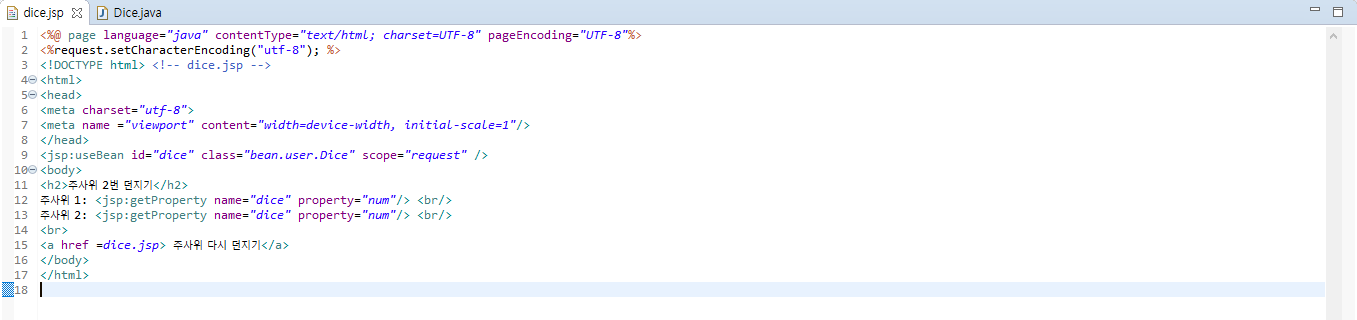 dice.jsp Dice.java
1 <%@ page language="java" contentType="text/html; charset=UTF-8" pageEncoding="UTF-8"%>
2 <%request.setCharacterEncoding("utf-8"); %>
3 <!DOCTYPE html> <!-- dice.jsp -->
4 <html>
5 <head>
6 <meta charset="utf-8">
7 <meta name ="viewport" content="width=device-width, initial-scale=1"/>
8 </head>
9 <jsp:useBean id="dice" class="bean.user.Dice" scope="request" />
10 <body>
11 <h2>주사위 2번 던지기</h2>
12 주사위 1: <jsp:getProperty name="dice" property="num"/> <br/>
13 주사위 2: <jsp:getProperty name="dice" property="num"/> <br/>
14 <br>
15 <a href =dice.jsp> 주사위 다시 던지기</a>
16 </body>
17 </html>
18